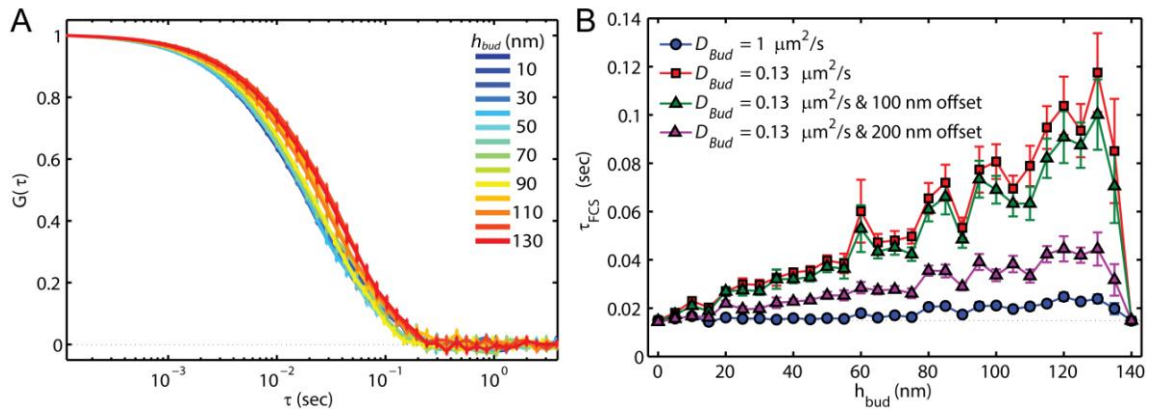 A
G(τ)
1
0.8
0.6
0.4
0.2
0
10⁻³
10⁻²
10⁻¹
10⁰
τ (sec)
h_bud (nm)
10
30
50
70
90
110
130
B
τ_FCS (sec)
0.14
0.12
0.10
0.08
0.06
0.04
0.02
0
D_Bud = 1 μm²/s
D_Bud = 0.13 μm²/s
D_Bud = 0.13 μm²/s & 100 nm offset
D_Bud = 0.13 μm²/s & 200 nm offset
0 20 40 60 80 100 120 140
h_bud (nm)